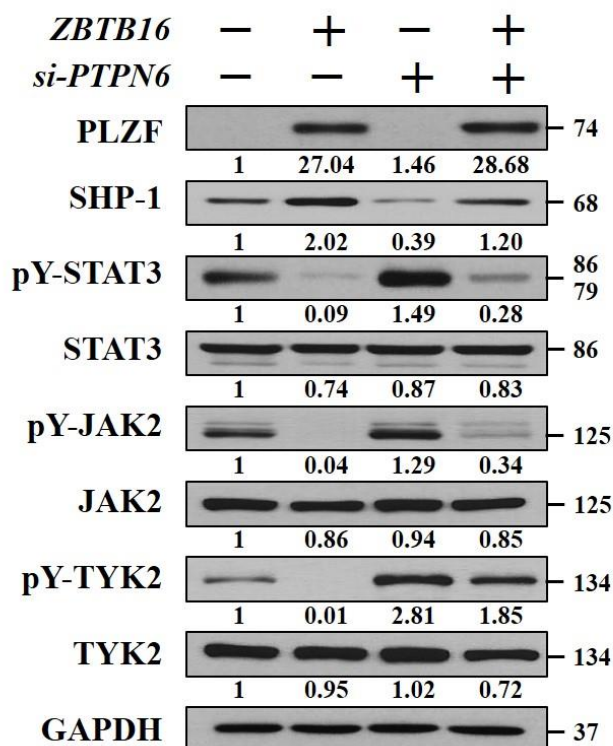 ZBTB16 − + − +
si-PTPN6 − − + +
PLZF 74
1 27.04 1.46 28.68
SHP-1 68
1 2.02 0.39 1.20
pY-STAT3 86 79
1 0.09 1.49 0.28
STAT3 86
1 0.74 0.87 0.83
pY-JAK2 125
1 0.04 1.29 0.34
JAK2 125
1 0.86 0.94 0.85
pY-TYK2 134
1 0.01 2.81 1.85
TYK2 134
1 0.95 1.02 0.72
GAPDH 37